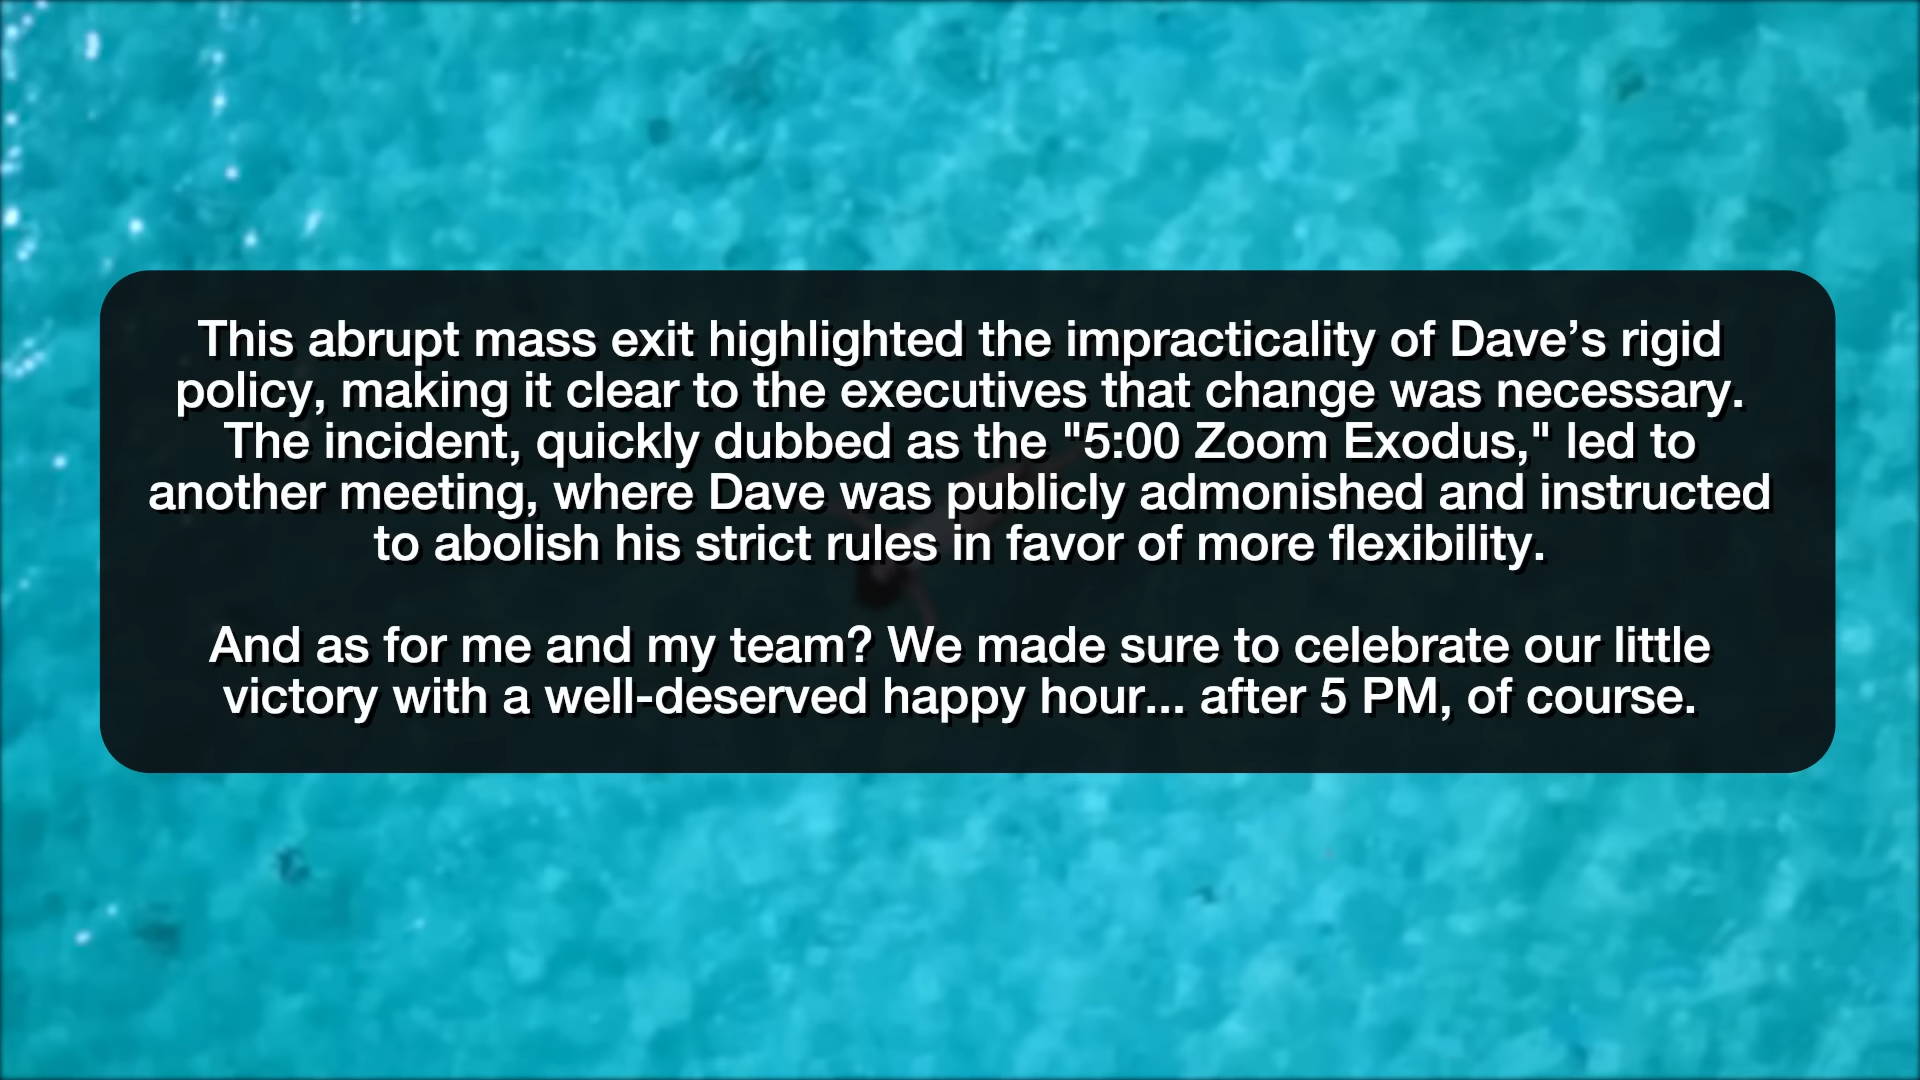 This abrupt mass exit highlighted the impracticality of Dave’s rigid
policy, making it clear to the executives that change was necessary.
The incident, quickly dubbed as the "5:00 Zoom Exodus," led to
another meeting, where Dave was publicly admonished and instructed
to abolish his strict rules in favor of more flexibility.
And as for me and my team? We made sure to celebrate our little
victory with a well-deserved happy hour... after 5 PM, of course.